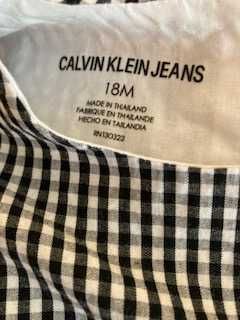 CALVIN KLEIN JEANS
18M
MADE IN THAILAND
FABRIQUE EN THAILANDE
HECHO EN TAILANDIA
RN130323